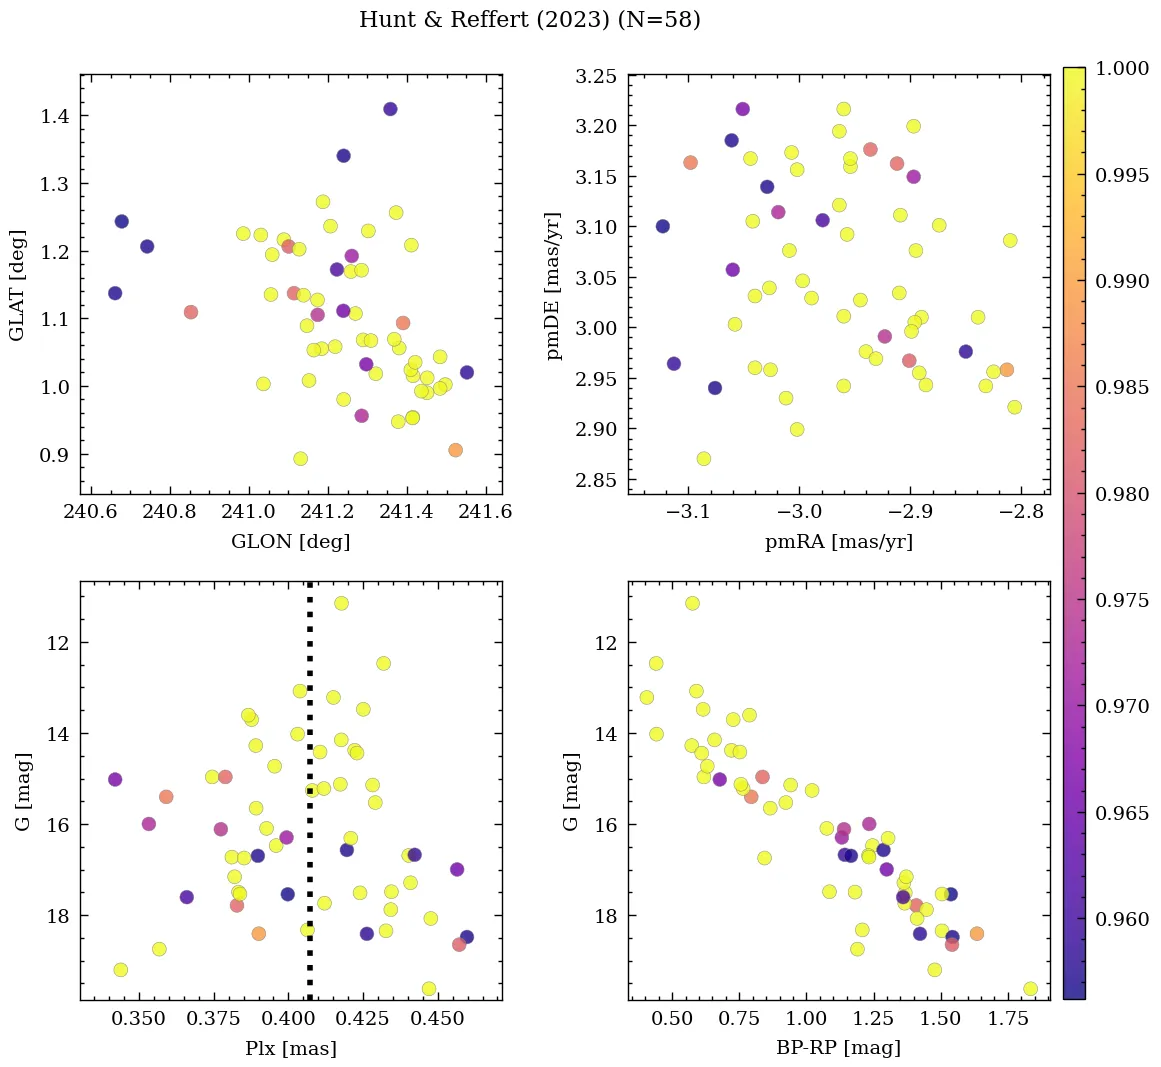 Hunt & Reffert (2023) (N=58)
1.4
1.3
1.2
1.1
1.0
0.9
GLAT [deg]
240.6 240.8 241.0 241.2 241.4 241.6
GLON [deg]
3.25
3.20
3.15
3.10
3.05
3.00
2.95
2.90
2.85
pmDE [mas/yr]
−3.1 −3.0 −2.9 −2.8
pmRA [mas/yr]
12
14
16
18
G [mag]
0.350 0.375 0.400 0.425 0.450
Plx [mas]
12
14
16
18
G [mag]
0.50 0.75 1.00 1.25 1.50 1.75
BP-RP [mag]
1.000
0.995
0.990
0.985
0.980
0.975
0.970
0.965
0.960